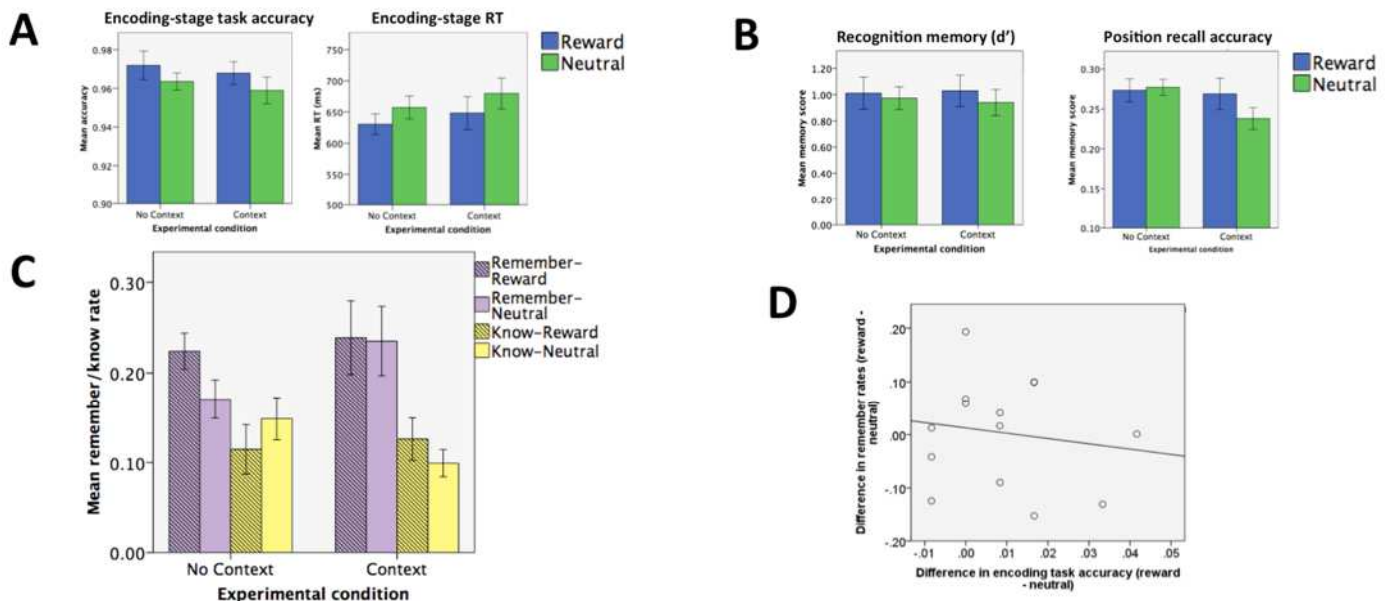 A
Encoding-stage task accuracy
Mean accuracy
0.98
0.96
0.94
0.92
0.90
No Context
Context
Experimental condition
Encoding-stage RT
Mean RT (ms)
750
700
650
600
550
500
No Context
Context
Experimental condition
Reward
Neutral
B
Recognition memory (d’)
Mean memory score
1.20
1.00
0.80
0.60
0.40
0.20
0.00
No Context
Context
Experimental condition
Position recall accuracy
Mean memory score
0.30
0.25
0.20
0.15
0.10
No Context
Context
Experimental condition
Reward
Neutral
C
Mean remember/know rate
0.30
0.20
0.10
0.00
No Context
Context
Experimental condition
Remember-
Reward
Remember-
Neutral
Know-Reward
Know-Neutral
D
Difference in remember rates (reward -
neutral)
.20
.10
.00
-.10
-.20
-.01
.00
.01
.02
.03
.04
.05
Difference in encoding task accuracy (reward
- neutral)